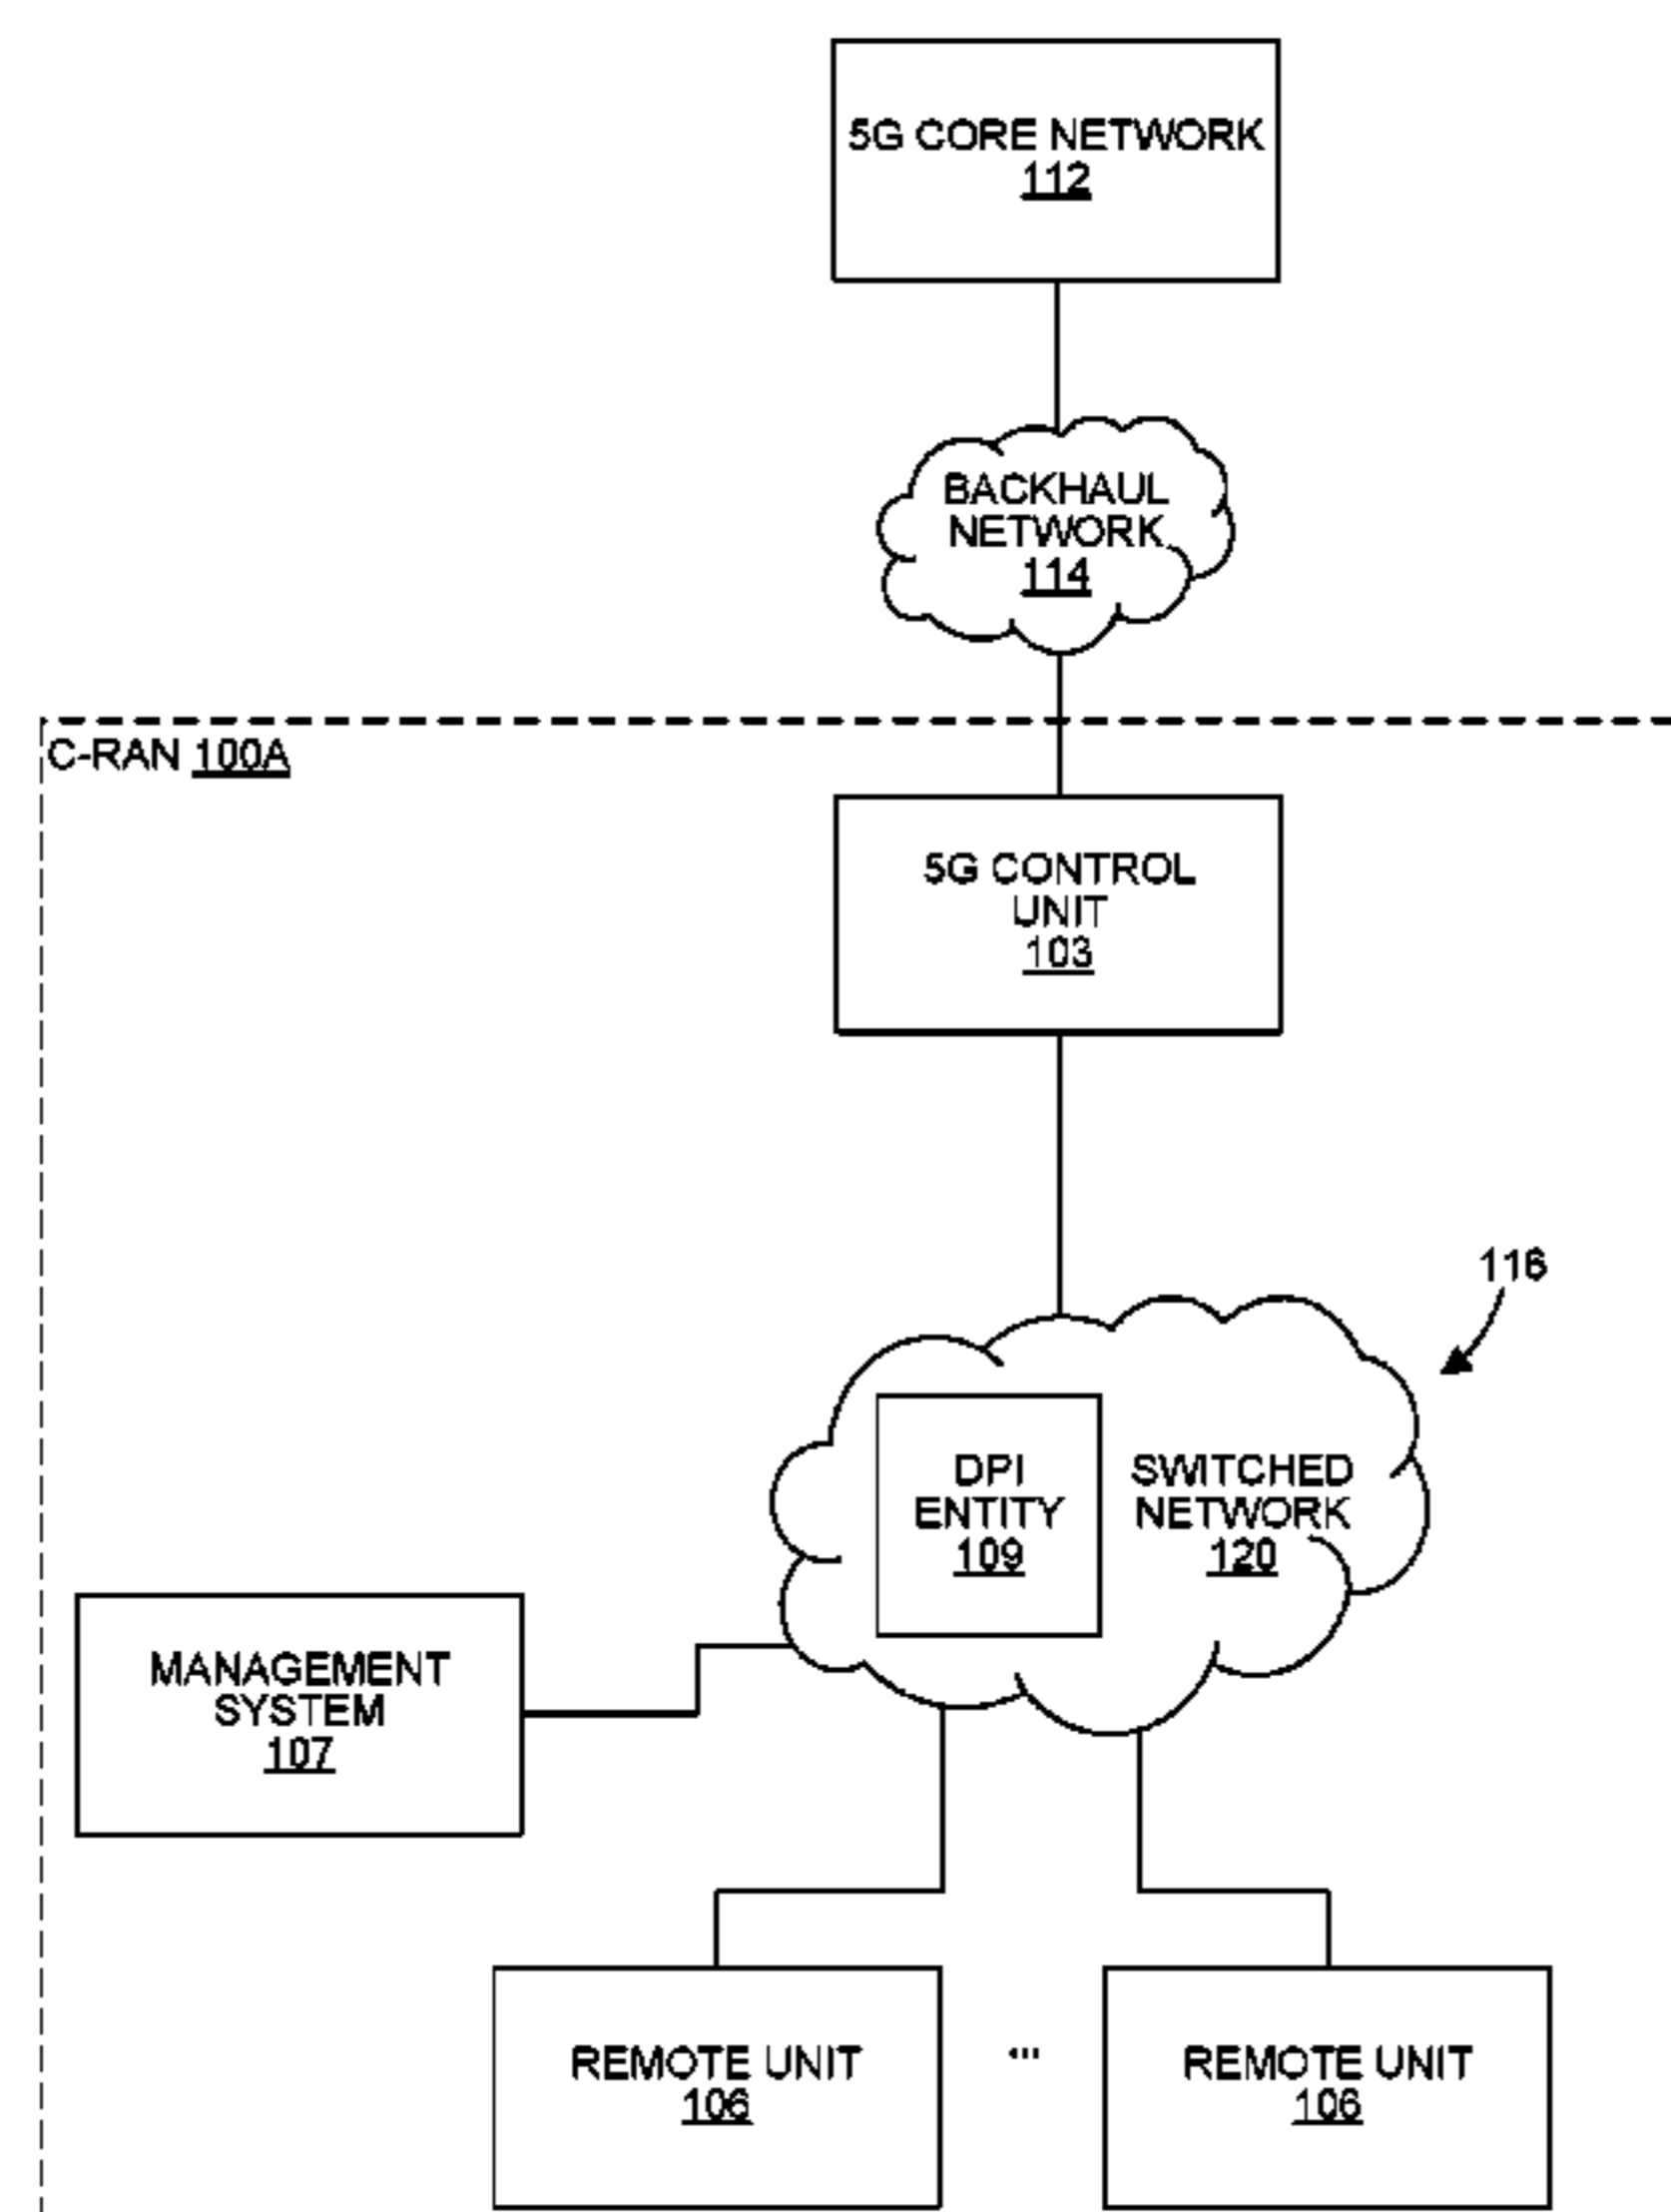 5G CORE NETWORK
112
BACKHAUL
NETWORK
114
C-RAN 100A
5G CONTROL
UNIT
103
116
DPI
ENTITY
109
SWITCHED
NETWORK
120
MANAGEMENT
SYSTEM
107
REMOTE UNIT
106
...
REMOTE UNIT
106